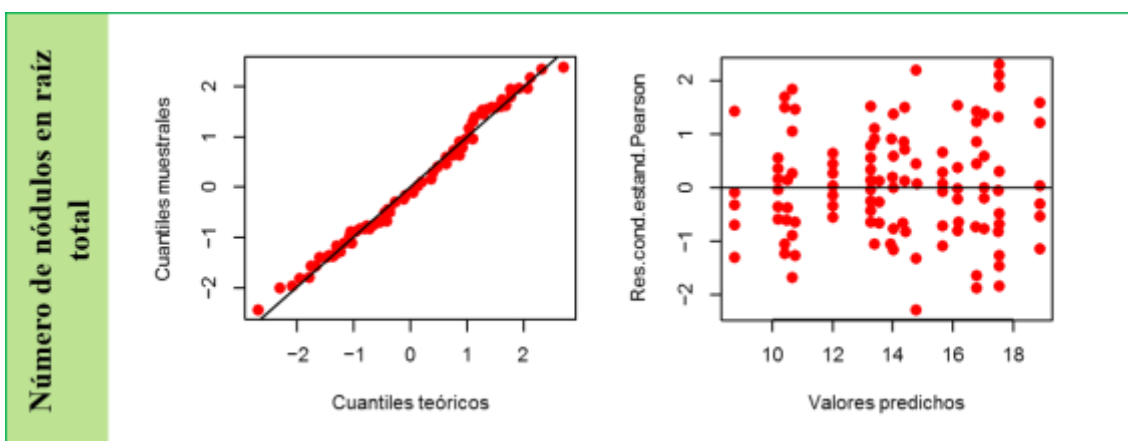 Número de nódulos en raíz
total
Cuantiles muestrales
2
1
0
−1
−2
−2 −1 0 1 2
Cuantiles teóricos
Res.cond.estand.Pearson
2
1
0
−1
−2
10 12 14 16 18
Valores predichos